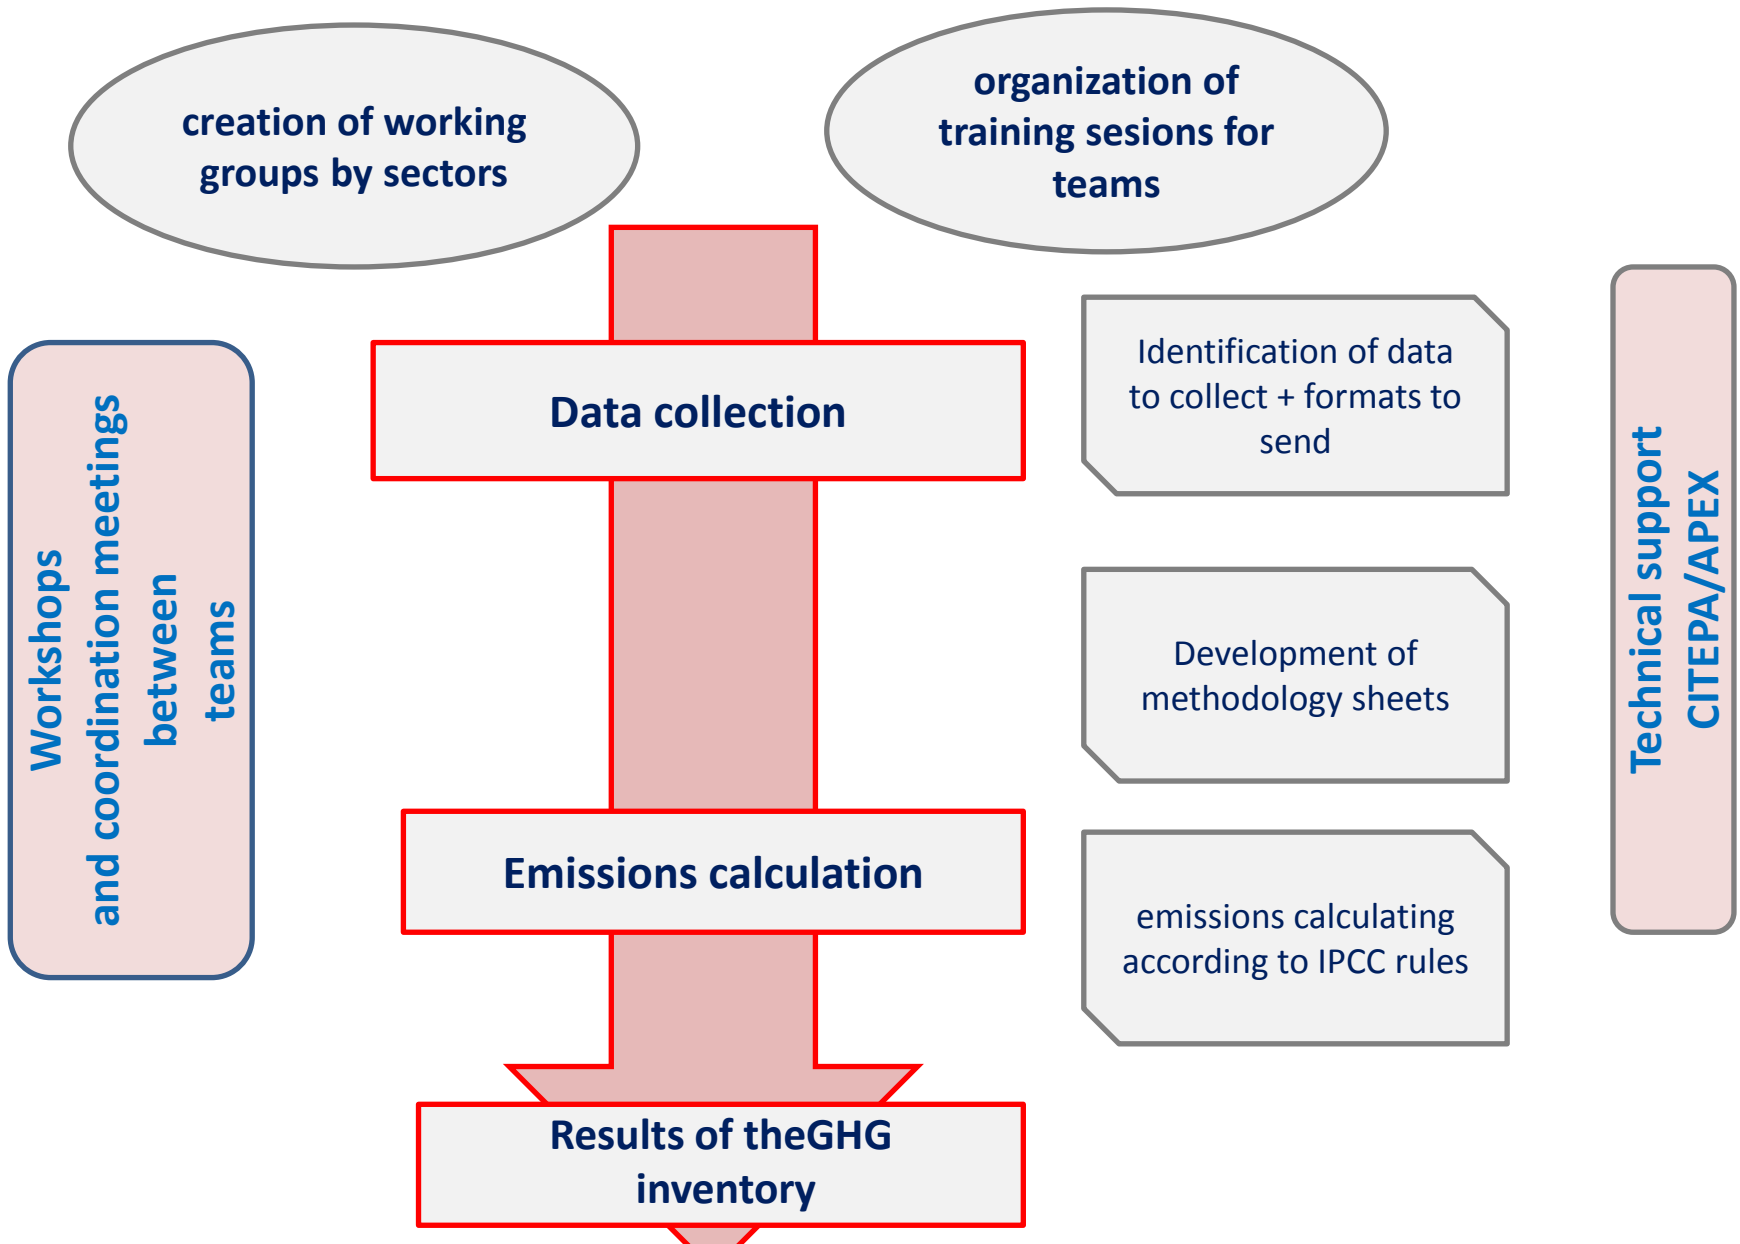 creation of working
groups by sectors
organization of
training sesions for
teams
Data collection
Identification of data
to collect + formats to
send
Workshops
and coordination meetings
between
teams
Technical support
CITEPA/APEX
Development of
methodology sheets
Emissions calculation
emissions calculating
according to IPCC rules
Results of theGHG
inventory